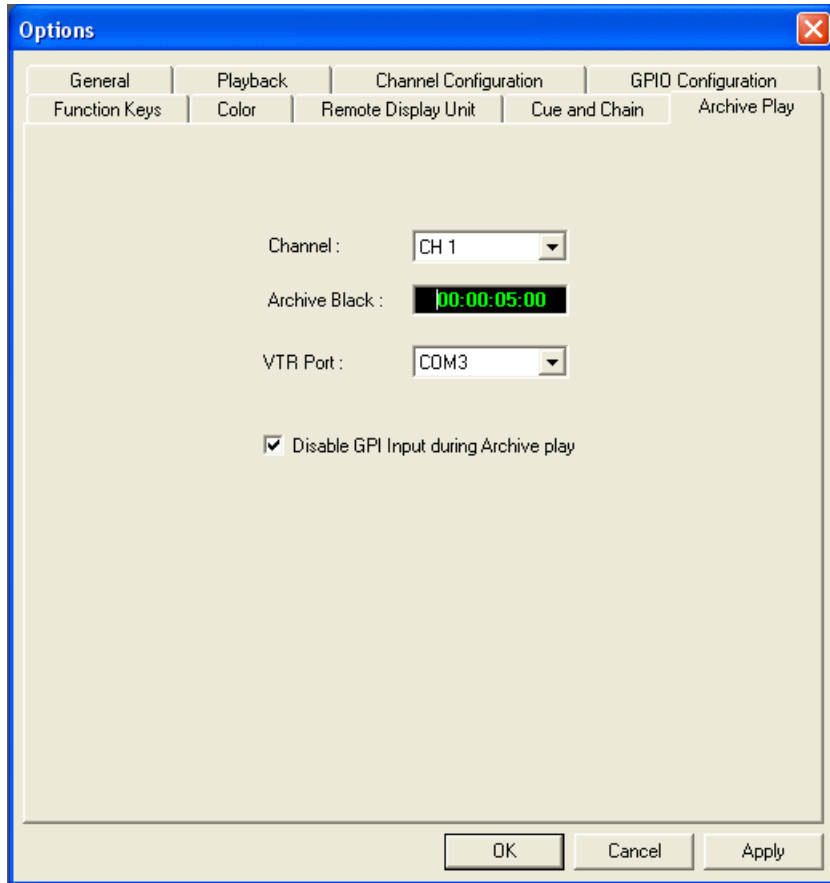 Options
General Playback Channel Configuration GPIO Configuration
Function Keys Color Remote Display Unit Cue and Chain Archive Play
Channel : CH 1
Archive Black : 00:00:05:00
VTR Port : COM3
Disable GPI Input during Archive play
OK Cancel Apply